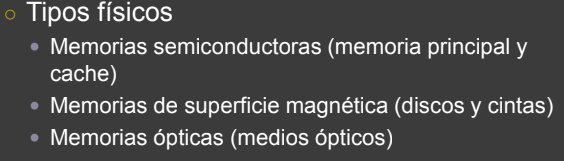 ○ Tipos físicos
• Memorias semiconductoras (memoria principal y
cache)
• Memorias de superficie magnética (discos y cintas)
• Memorias ópticas (medios ópticos)